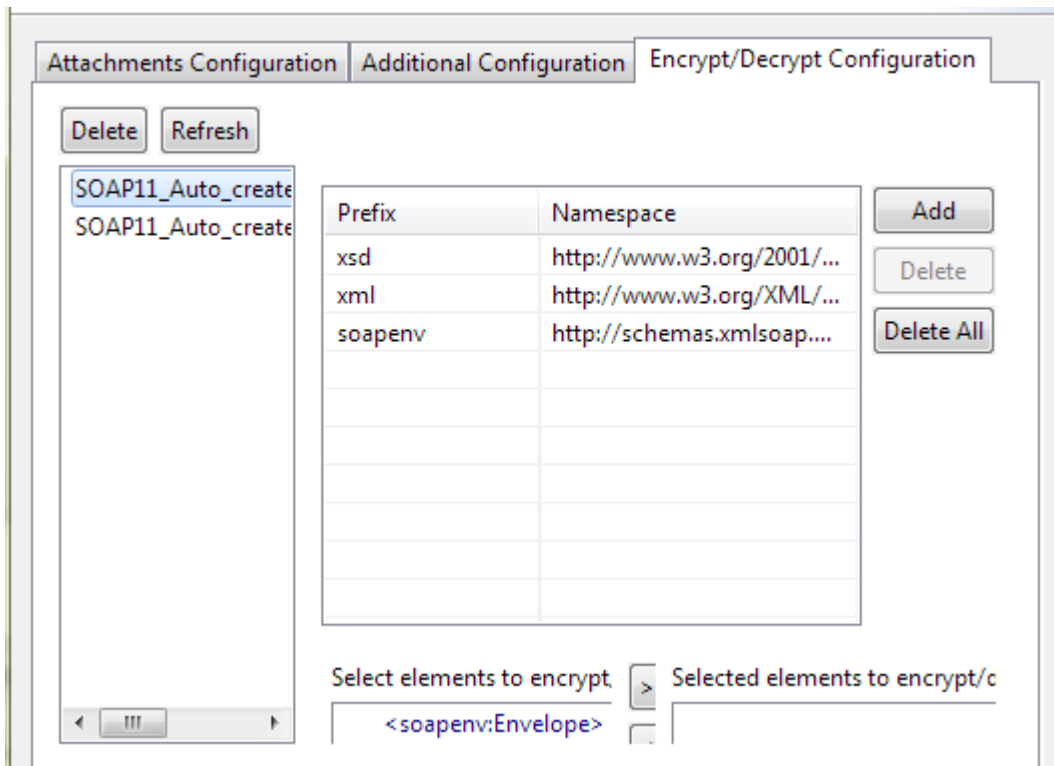 Attachments Configuration Additional Configuration Encrypt/Decrypt Configuration
Delete Refresh
SOAP11_Auto_create
SOAP11_Auto_create
Prefix Namespace
xsd http://www.w3.org/2001/...
xml http://www.w3.org/XML/...
soapenv http://schemas.xmlsoap....
Add
Delete
Delete All
Select elements to encrypt, > Selected elements to encrypt/d
<soapenv:Envelope>